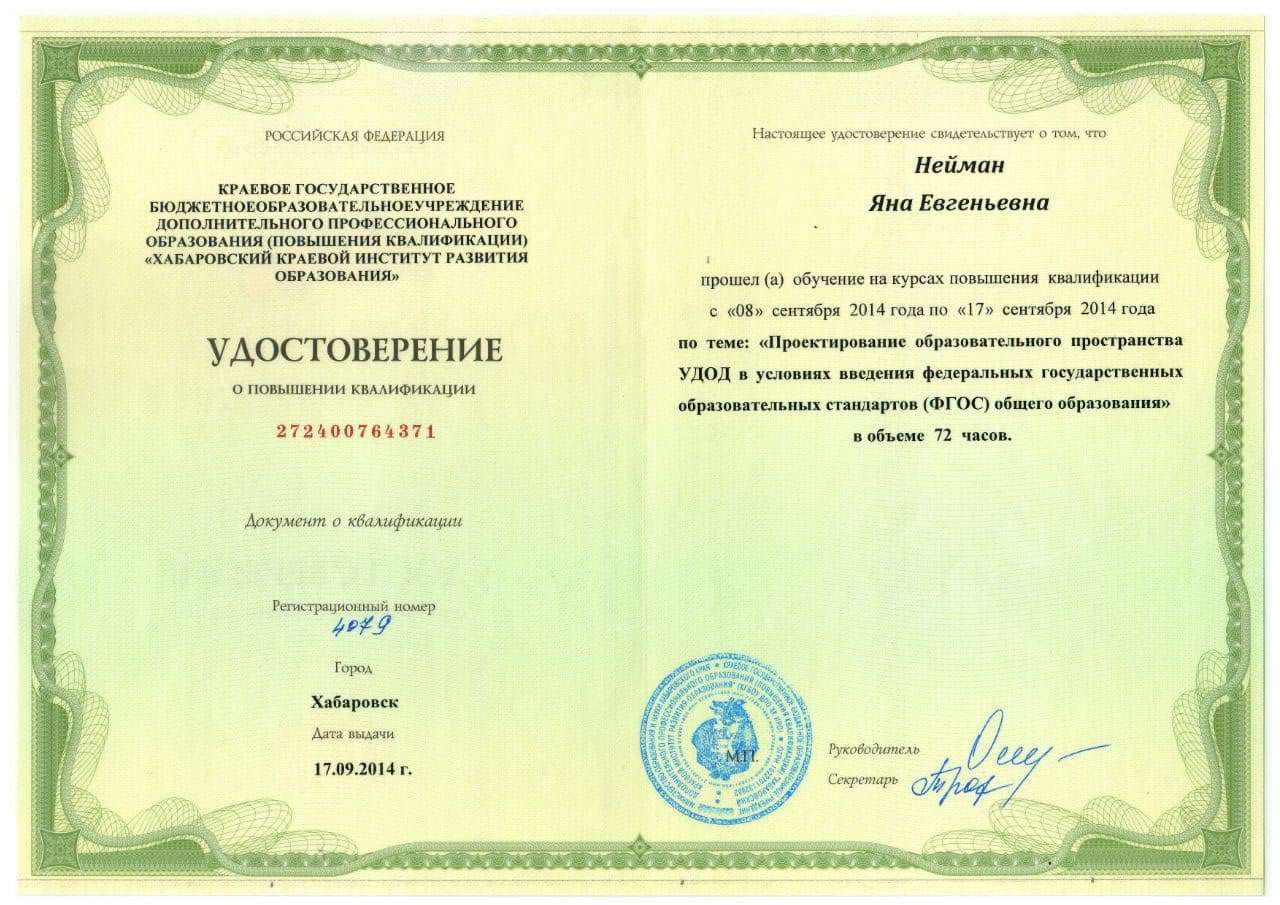 РОССИЙСКАЯ ФЕДЕРАЦИЯ
КРАЕВОЕ ГОСУДАРСТВЕННОЕ
БЮДЖЕТНОЕОБРАЗОВАТЕЛЬНОЕУЧРЕЖДЕНИЕ
ДОПОЛНИТЕЛЬНОГО ПРОФЕССИОНАЛЬНОГО
ОБРАЗОВАНИЯ (ПОВЫШЕНИЯ КВАЛИФИКАЦИИ)
«ХАБАРОВСКИЙ КРАЕВОЙ ИНСТИТУТ РАЗВИТИЯ
ОБРАЗОВАНИЯ»
УДОСТОВЕРЕНИЕ
О ПОВЫШЕНИИ КВАЛИФИКАЦИИ
272400764371
Документ о квалификации
Регистрационный номер
4079
Город
Хабаровск
Дата выдачи
17.09.2014 г.
Настоящее удостоверение свидетельствует о том, что
Нейман
Яна Евгеньевна
прошел (а) обучение на курсах повышения квалификации
с «08» сентября 2014 года по «17» сентября 2014 года
по теме: «Проектирование образовательного пространства
УДОД в условиях введения федеральных государственных
образовательных стандартов (ФГОС) общего образования»
в объеме 72 часов.
М.П.
Руководитель
Секретарь